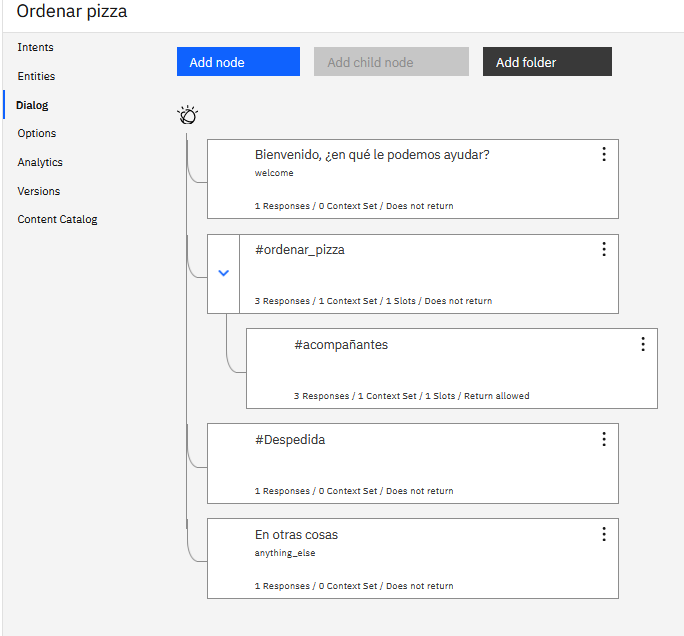 Ordenar pizza
Intents
Entities
Dialog
Options
Analytics
Versions
Content Catalog
Add node
Add child node
Add folder
Bienvenido, ¿en qué le podemos ayudar?
welcome
1 Responses / 0 Context Set / Does not return
#ordenar_pizza
3 Responses / 1 Context Set / 1 Slots / Does not return
#acompañantes
3 Responses / 1 Context Set / 1 Slots / Return allowed
#Despedida
1 Responses / 0 Context Set / Does not return
En otras cosas
anything_else
1 Responses / 0 Context Set / Does not return